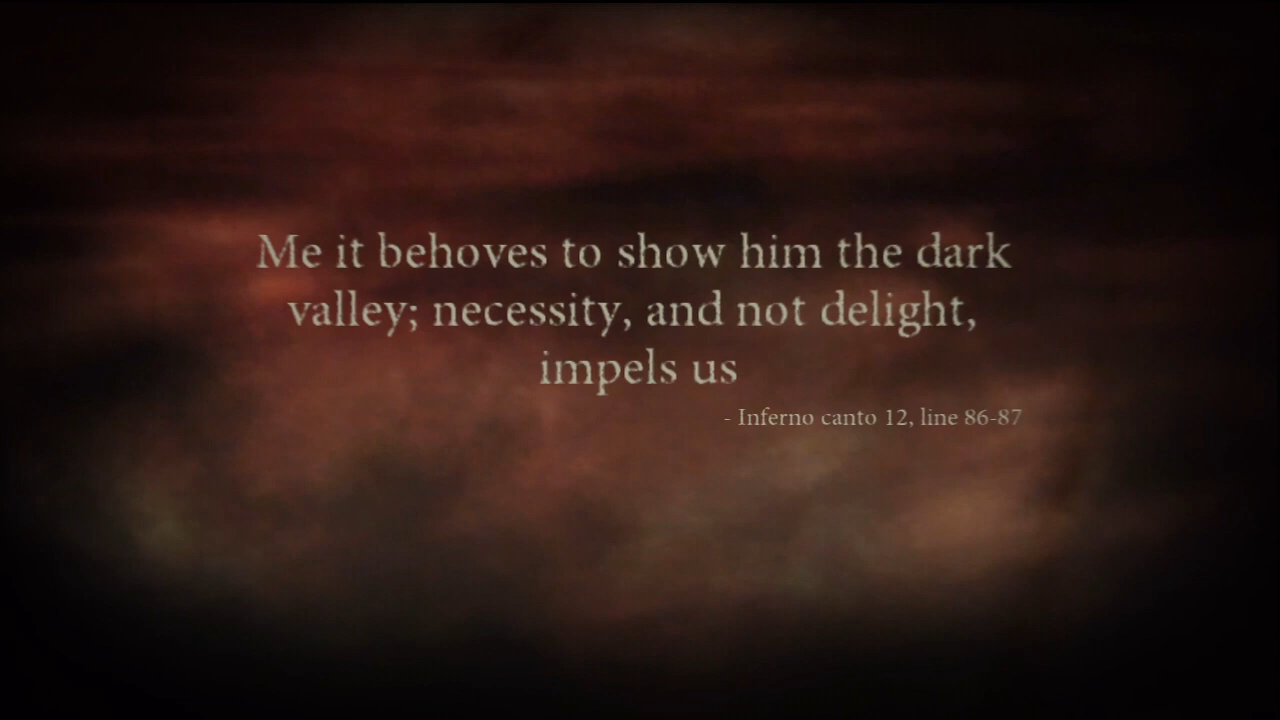 Me it behoves to show him the dark
valley; necessity, and not delight,
impels us
- Inferno canto 12, line 86-87